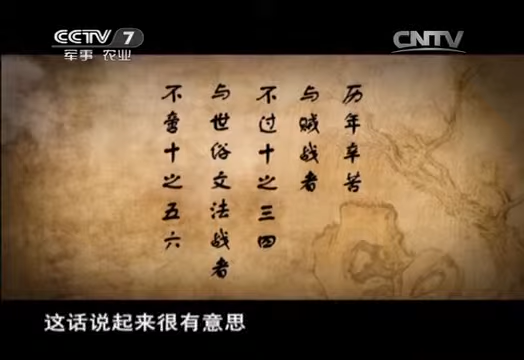 CCTV 7
军事 农业
CNTV
历年辛苦
与贼战者
不过十之三四
与世俗文法战者
不啻十之五六
这话说起来很有意思